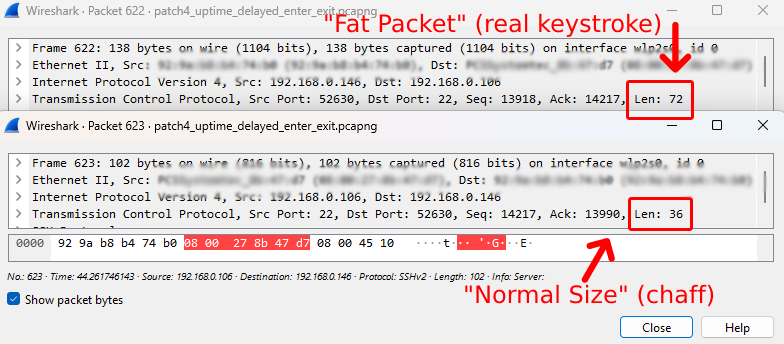 Wireshark · Packet 622 · patch4_uptime_delayed_enter_exit.pcapng
"Fat Packet" (real keystroke)
Frame 622: 138 bytes on wire (1104 bits), 138 bytes captured (1104 bits) on interface wlp2s0, id 0
Ethernet II, Src:
Dst:
Internet Protocol Version 4, Src: 192.168.0.146, Dst: 192.168.0.106
Transmission Control Protocol, Src Port: 52630, Dst Port: 22, Seq: 13918, Ack: 14217, Len: 72
Wireshark · Packet 623 · patch4_uptime_delayed_enter_exit.pcapng
Frame 623: 102 bytes on wire (816 bits), 102 bytes captured (816 bits) on interface wlp2s0, id 0
Ethernet II, Src:
Dst:
Internet Protocol Version 4, Src: 192.168.0.106, Dst: 192.168.0.146
Transmission Control Protocol, Src Port: 22, Dst Port: 52630, Seq: 14217, Ack: 13990, Len: 36
0000 92 9a b8 b4 74 b0 08 00 27 8b 47 d7 08 00 45 10 ····t··· '·G···E·
No.: 623 · Time: 44.261746143 · Source: 192.168.0.106 · Destination: 192.168.0.146 · Protocol: SSHv2 · Length: 102 · Info: Server:
"Normal Size" (chaff)
Show packet bytes
Close
Help